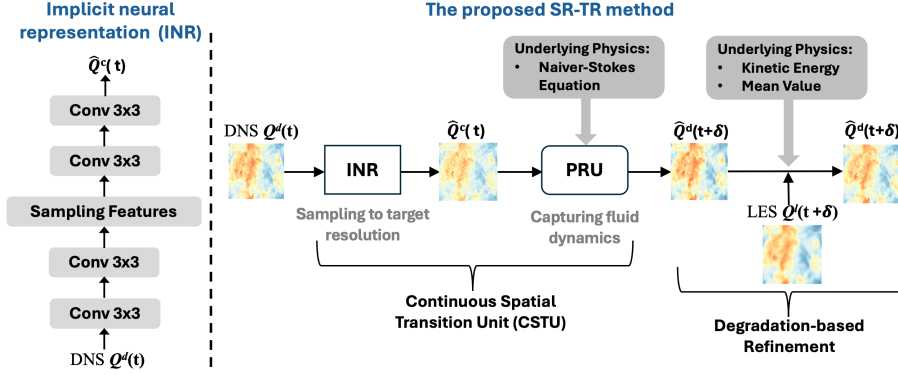 Implicit neural
representation (INR)
Q̂ᶜ(t)
Conv 3x3
Conv 3x3
Sampling Features
Conv 3x3
Conv 3x3
DNS Qᵈ(t)
The proposed SR-TR method
Underlying Physics:
• Naiver-Stokes
Equation
Underlying Physics:
• Kinetic Energy
• Mean Value
DNS Qᵈ(t)
INR
Q̂ᶜ(t)
PRU
Q̂ᵈ(t+δ)
Q̂ᵈ(t+δ)
Sampling to target
resolution
Capturing fluid
dynamics
LES Qˡ(t+δ)
Continuous Spatial
Transition Unit (CSTU)
Degradation-based
Refinement